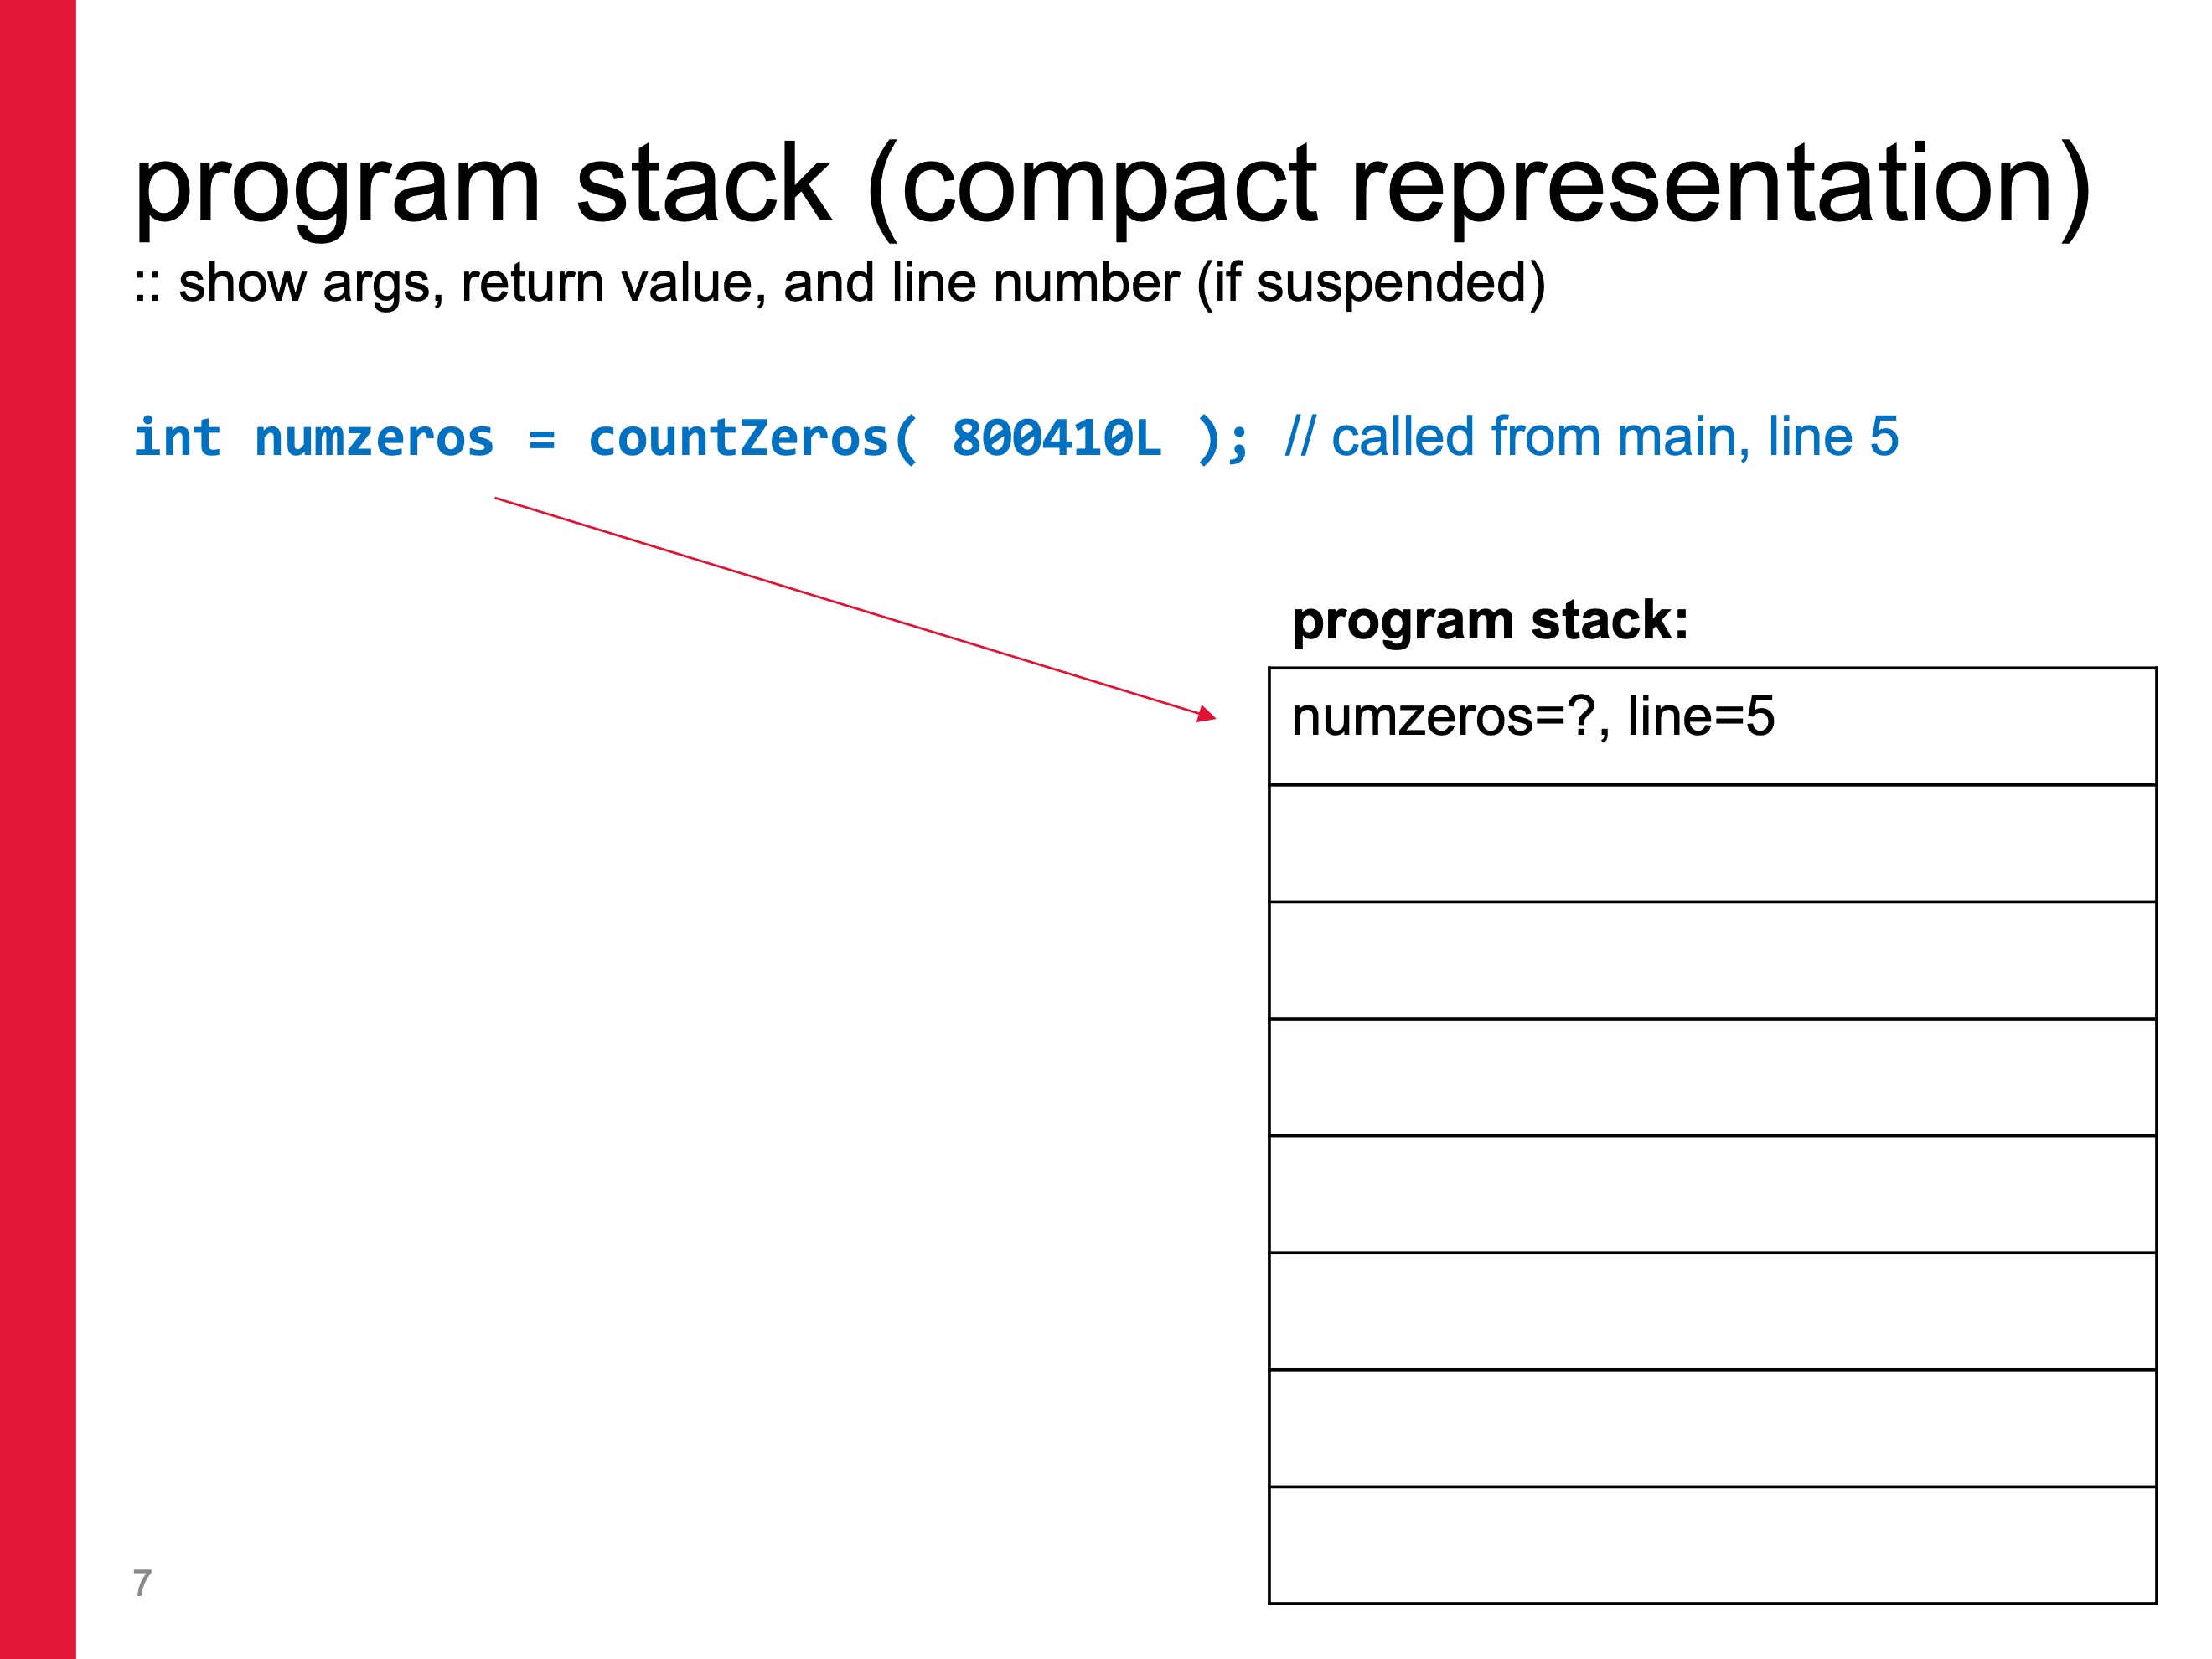 program stack (compact representation)
:: show args, return value, and line number (if suspended)
int numzeros = countZeros( 800410L ); // called from main, line 5
program stack:
numzeros=?, line=5
7